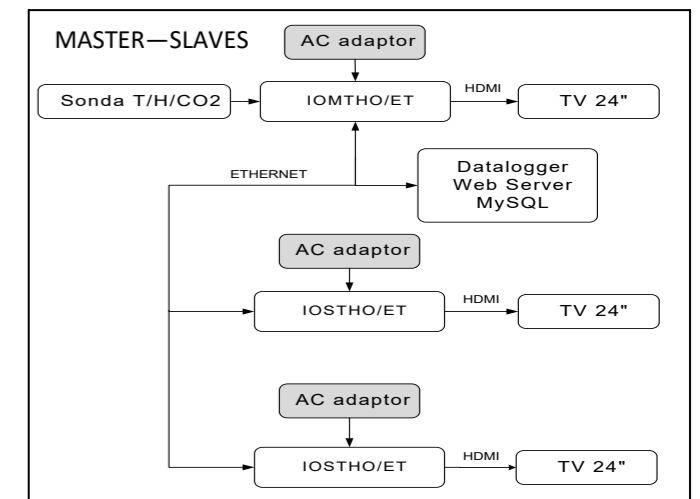 MASTER—SLAVES
AC adaptor
Sonda T/H/CO2
IOMTHO/ET
HDMI
TV 24"
ETHERNET
Datalogger
Web Server
MySQL
AC adaptor
IOSTHO/ET
HDMI
TV 24"
AC adaptor
IOSTHO/ET
HDMI
TV 24"